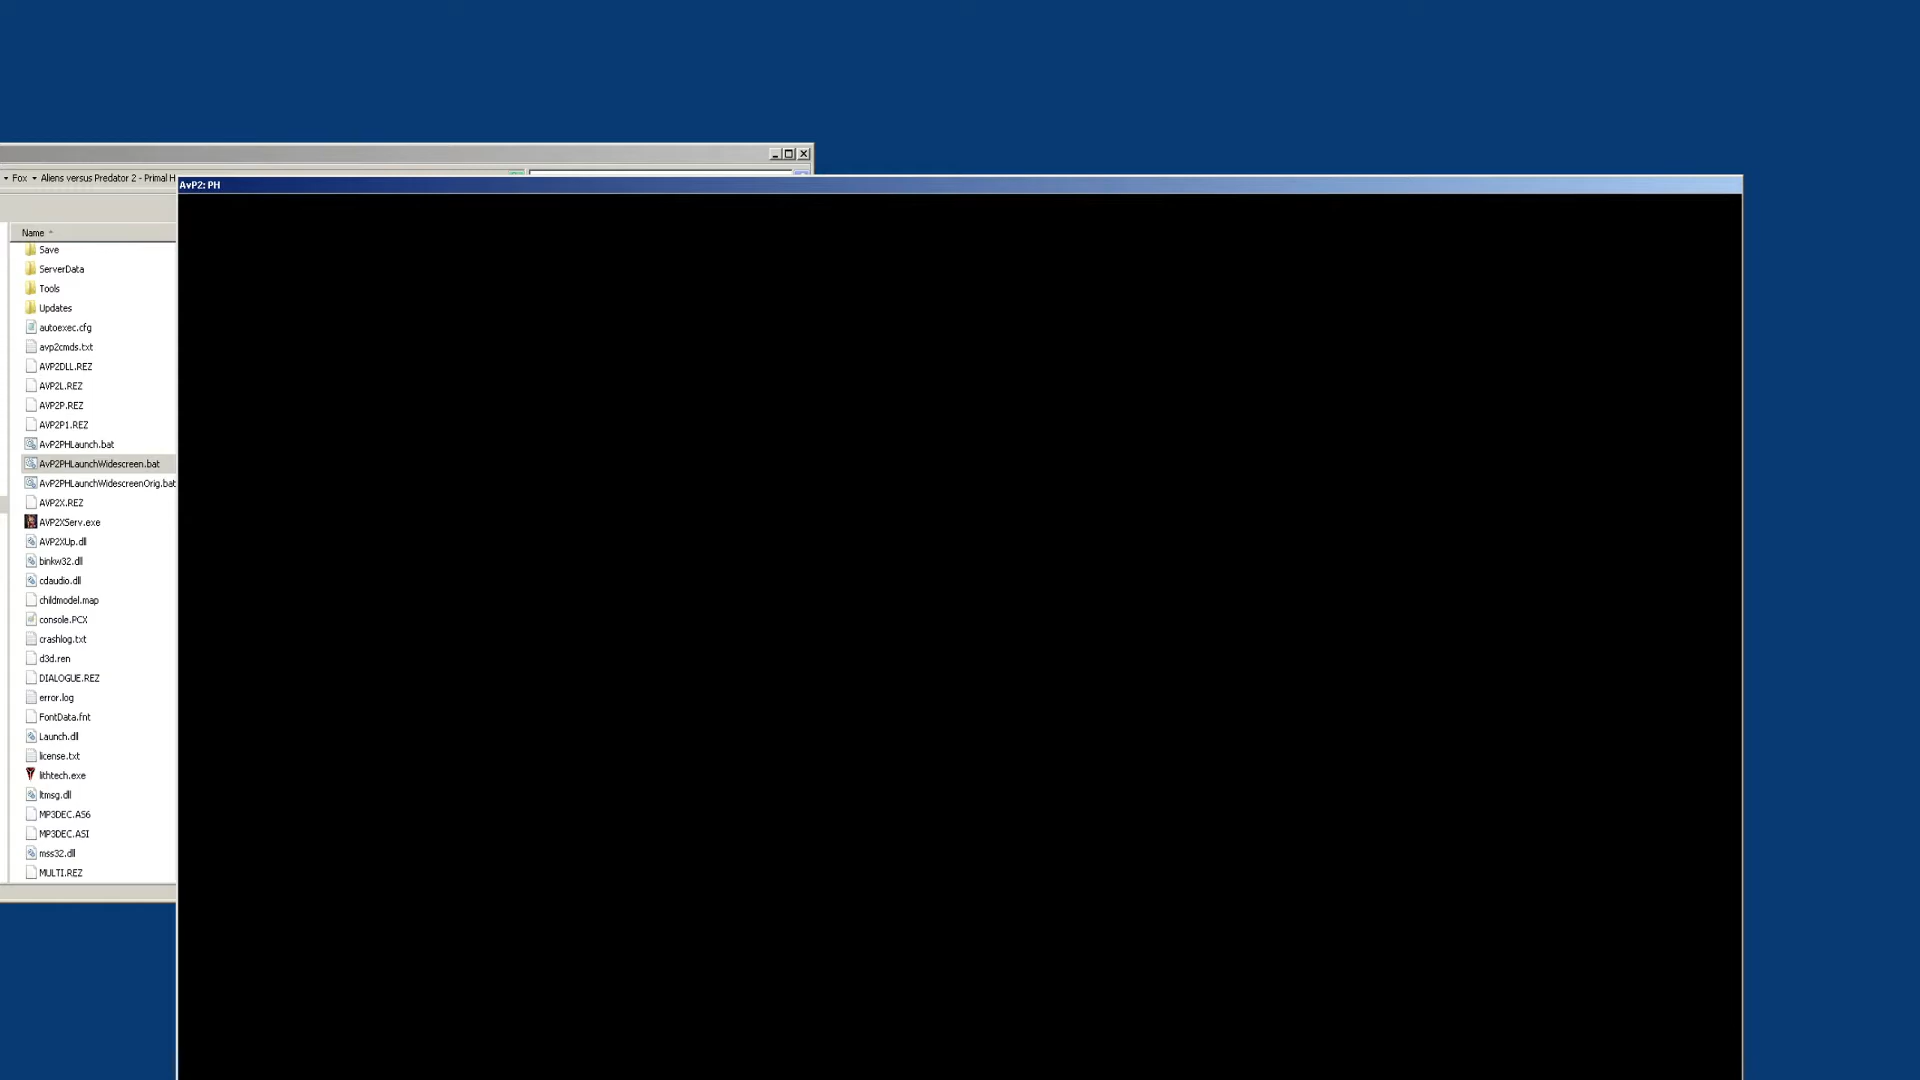 Fox
Aliens versus Predator 2 - Primal H
AvP2: PH
Name
Save
ServerData
Tools
Updates
autoexec.cfg
avp2cmds.txt
AVP2DLL.REZ
AVP2L.REZ
AVP2P.REZ
AVP2P1.REZ
AvP2PHLaunch.bat
AvP2PHLaunchWidescreen.bat
AvP2PHLaunchWidescreenOrig.bat
AVP2X.REZ
AVP2XServ.exe
AVP2XUp.dll
binkw32.dll
cdaudio.dll
childmodel.map
console.PCX
crashlog.txt
d3d.ren
DIALOGUE.REZ
error.log
FontData.fnt
Launch.dll
license.txt
lithtech.exe
ltmsg.dll
MP3DEC.AS6
MP3DEC.ASI
mss32.dll
MULTI.REZ